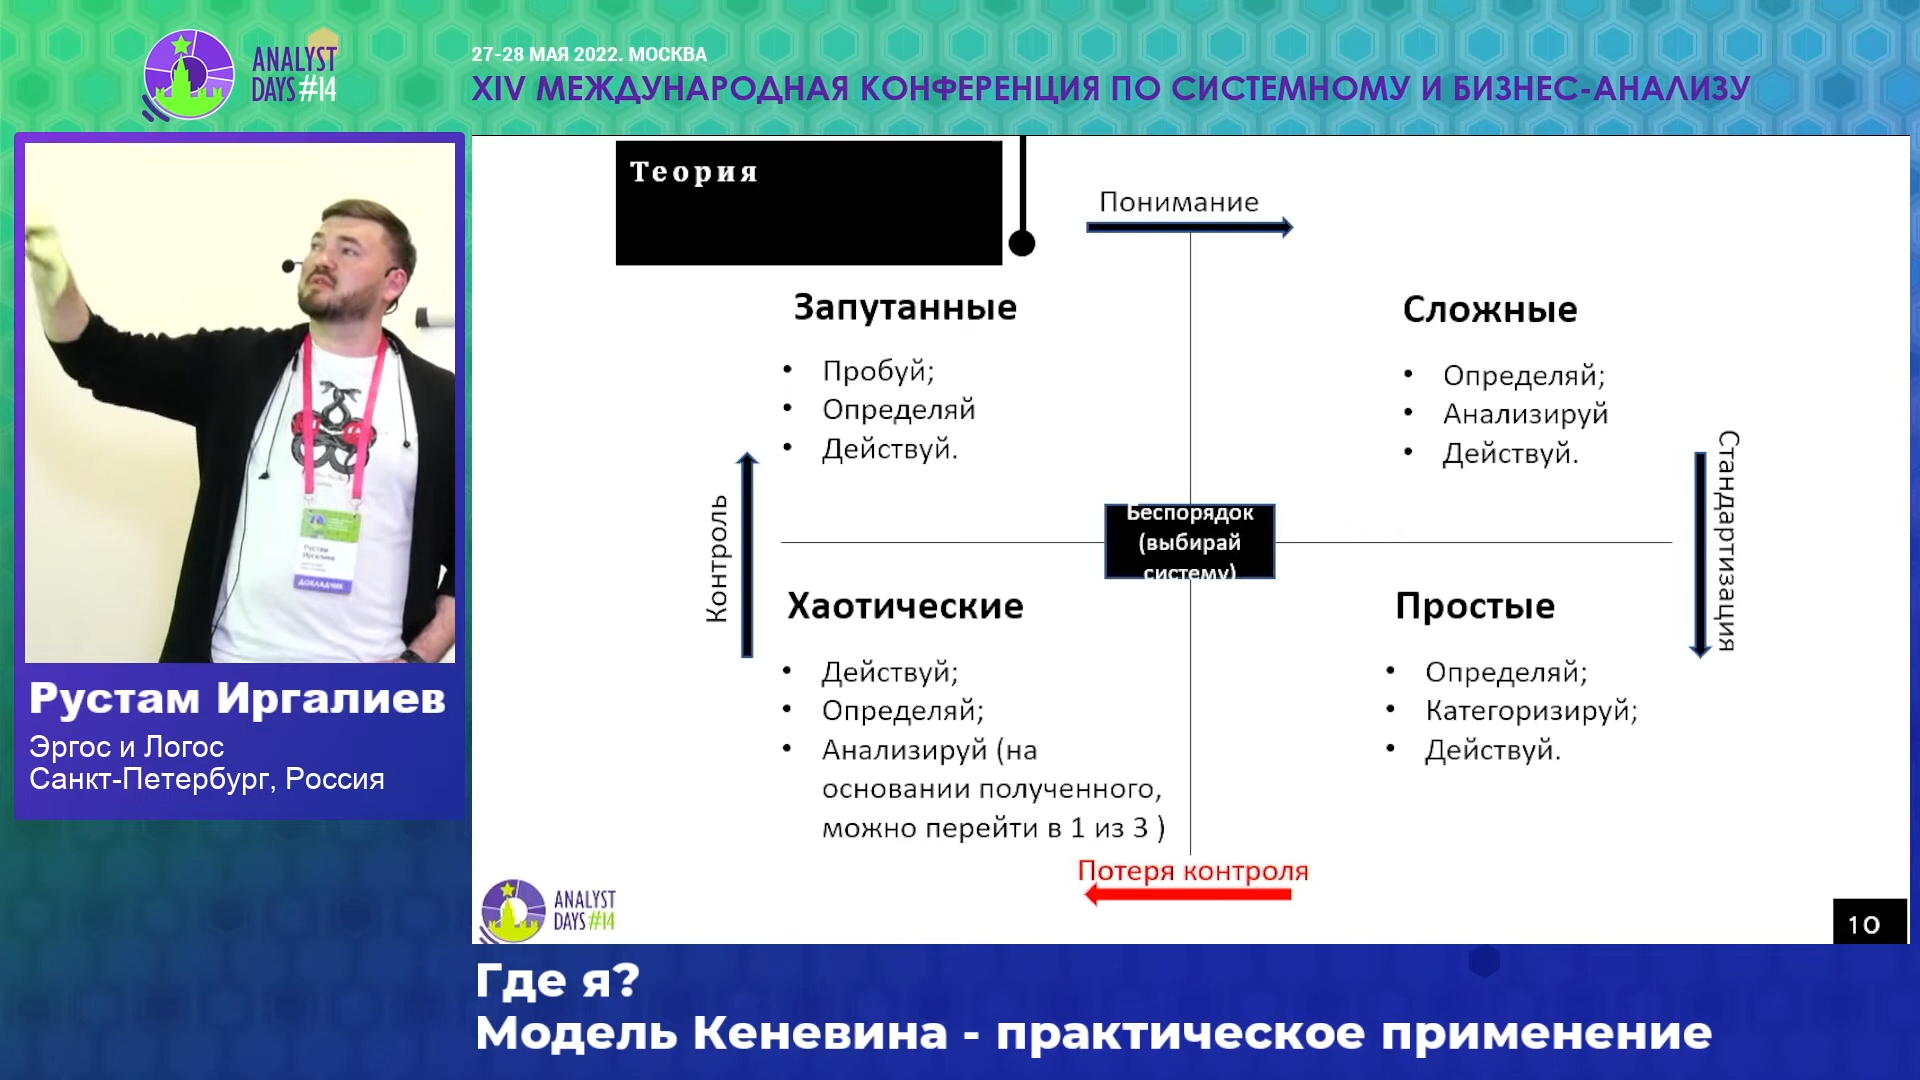 ANALYST
DAYS#14
27-28 МАЯ 2022. МОСКВА
XIV МЕЖДУНАРОДНАЯ КОНФЕРЕНЦИЯ ПО СИСТЕМНОМУ И БИЗНЕС-АНАЛИЗУ
Рустам
Иргалиев
ДОКЛАДЧИК
Рустам Иргалиев
Эргос и Логос
Санкт-Петербург, Россия
Теория
Понимание
Запутанные
• Пробуй;
• Определяй
• Действуй.
Сложные
• Определяй;
• Анализируй
• Действуй.
Контроль
Стандартизация
Беспорядок
(выбирай
систему)
Хаотические
• Действуй;
• Определяй;
• Анализируй (на
основании полученного,
можно перейти в 1 из 3 )
Простые
• Определяй;
• Категоризируй;
• Действуй.
Потеря контроля
ANALYST
DAYS#14
10
Где я?
Модель Кеневина - практическое применение